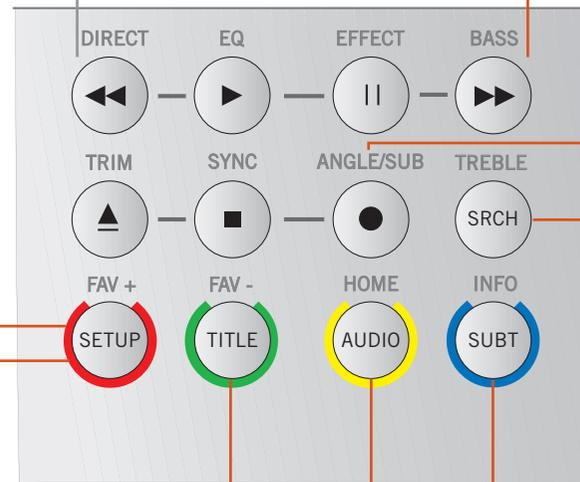 DIRECT EQ EFFECT BASS
TRIM SYNC ANGLE/SUB TREBLE
SRCH
FAV + FAV - HOME INFO
SETUP TITLE AUDIO SUBT